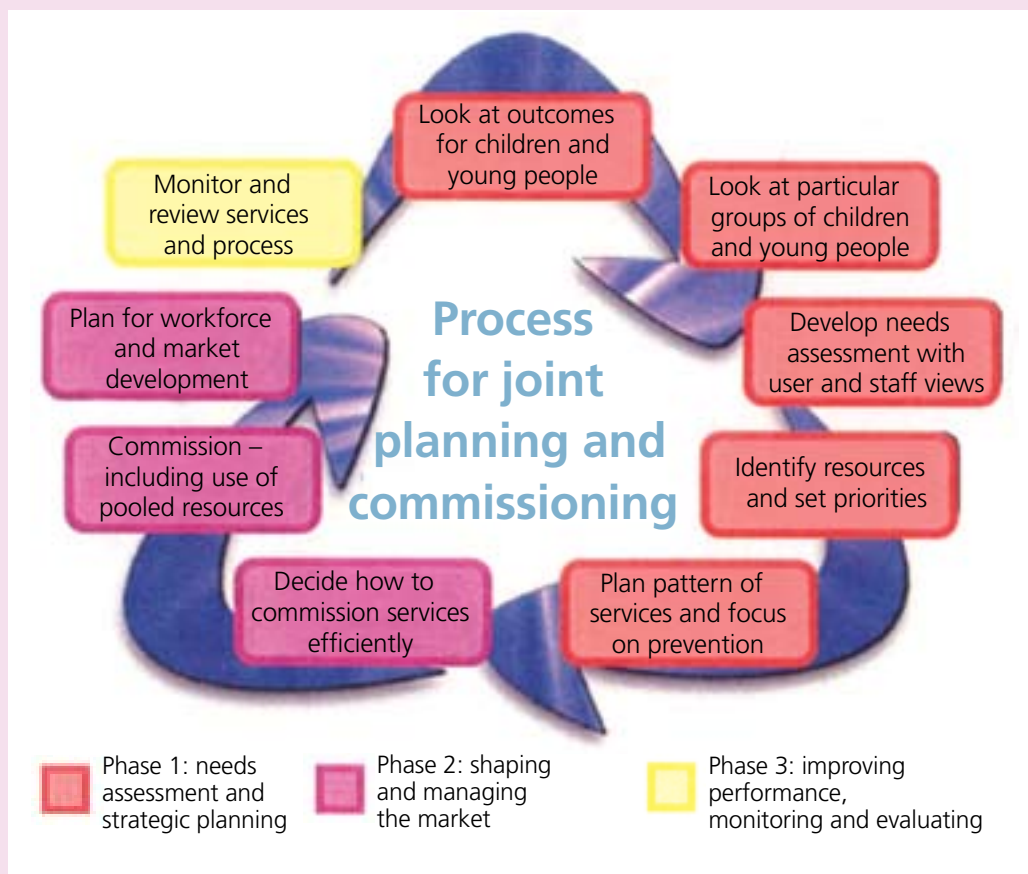 Look at outcomes
for children and
young people
Look at particular
groups of children
and young people
Develop needs
assessment with
user and staff views
Identify resources
and set priorities
Plan pattern of
services and focus
on prevention
Decide how to
commission services
efficiently
Commission –
including use of
pooled resources
Plan for workforce
and market
development
Monitor and
review services
and process
Process
for joint
planning and
commissioning
Phase 1: needs
assessment and
strategic planning
Phase 2: shaping
and managing
the market
Phase 3: improving
performance,
monitoring and evaluating